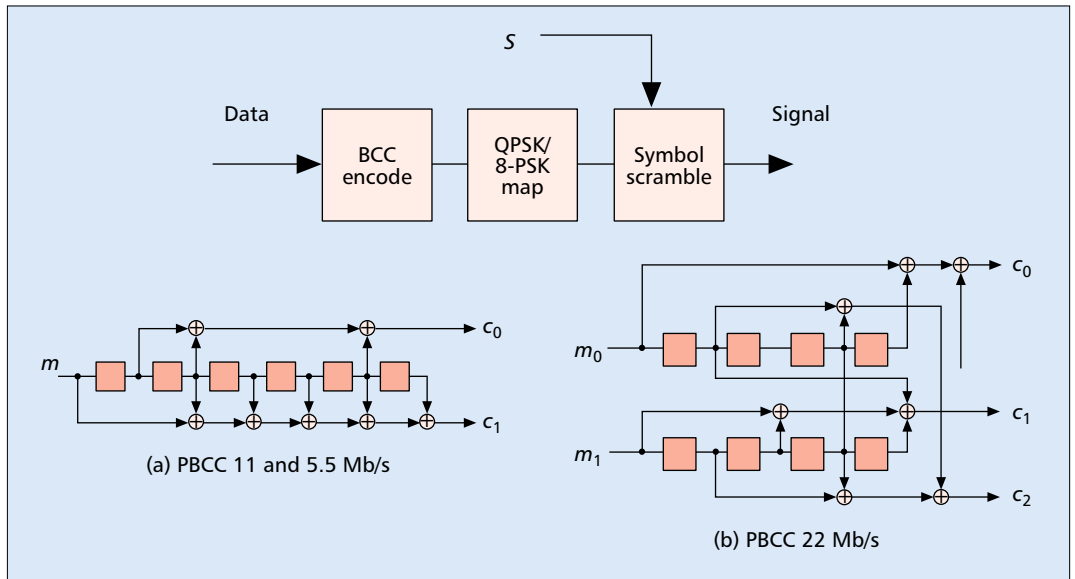 S
Data
Signal
BCC
encode
QPSK/
8-PSK
map
Symbol
scramble
m
c0
c1
(a) PBCC 11 and 5.5 Mb/s
m0
m1
c0
c1
c2
(b) PBCC 22 Mb/s